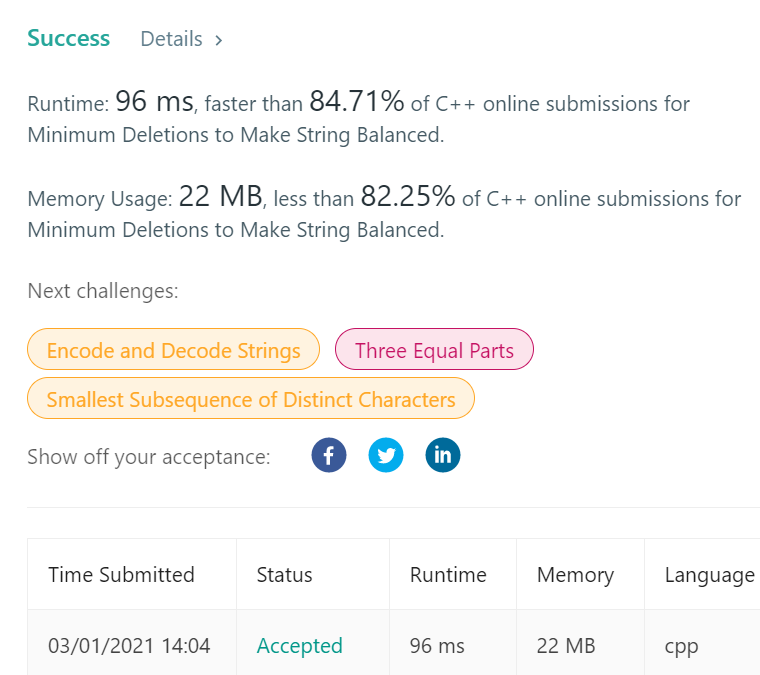 Success Details >
Runtime: 96 ms, faster than 84.71% of C++ online submissions for
Minimum Deletions to Make String Balanced.
Memory Usage: 22 MB, less than 82.25% of C++ online submissions for
Minimum Deletions to Make String Balanced.
Next challenges:
Encode and Decode Strings Three Equal Parts
Smallest Subsequence of Distinct Characters
Show off your acceptance: f in
Time Submitted Status Runtime Memory Language
03/01/2021 14:04 Accepted 96 ms 22 MB cpp